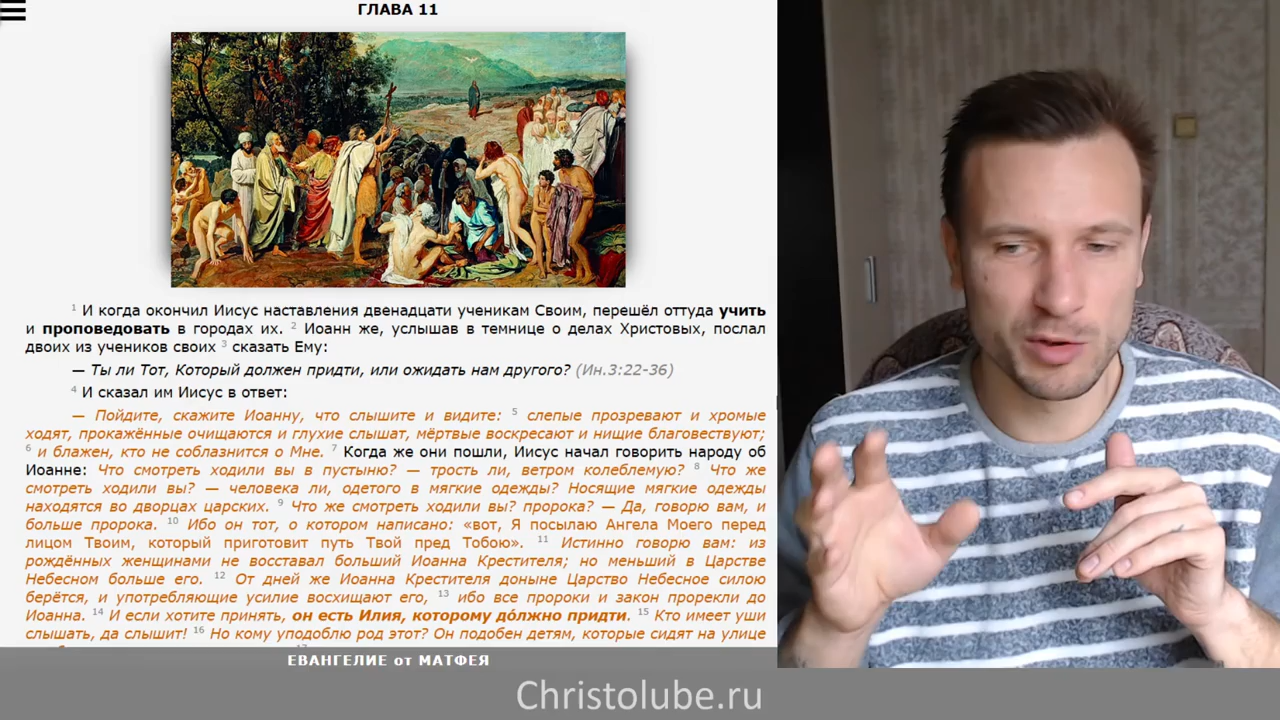 ГЛАВА 11
1 И когда окончил Иисус наставления двенадцати ученикам Своим, перешёл оттуда учить
и проповедовать в городах их. 2 Иоанн же, услышав в темнице о делах Христовых, послал
двоих из учеников своих 3 сказать Ему:
— Ты ли Тот, Который должен придти, или ожидать нам другого? (Ин.3:22-36)
4 И сказал им Иисус в ответ:
— Пойдите, скажите Иоанну, что слышите и видите: 5 слепые прозревают и хромые
ходят, прокажённые очищаются и глухие слышат, мёртвые воскресают и нищие благовествуют;
6 и блажен, кто не соблазнится о Мне. 7 Когда же они пошли, Иисус начал говорить народу об
Иоанне: Что смотреть ходили вы в пустыню? — трость ли, ветром колеблемую? 8 Что же
смотреть ходили вы? — человека ли, одетого в мягкие одежды? Носящие мягкие одежды
находятся во дворцах царских. 9 Что же смотреть ходили вы? пророка? — Да, говорю вам, и
больше пророка. 10 Ибо он тот, о котором написано: «вот, Я посылаю Ангела Моего перед
лицом Твоим, который приготовит путь Твой пред Тобою». 11 Истинно говорю вам: из
рождённых женщинами не восставал больший Иоанна Крестителя; но меньший в Царстве
Небесном больше его. 12 От дней же Иоанна Крестителя доныне Царство Небесное силою
берётся, и употребляющие усилие восхищают его, 13 ибо все пророки и закон прорекли до
Иоанна. 14 И если хотите принять, он есть Илия, которому до́лжно придти. 15 Кто имеет уши
слышать, да слышит! 16 Но кому уподоблю род этот? Он подобен детям, которые сидят на улице
ЕВАНГЕЛИЕ от МАТФЕЯ
Christolube.ru